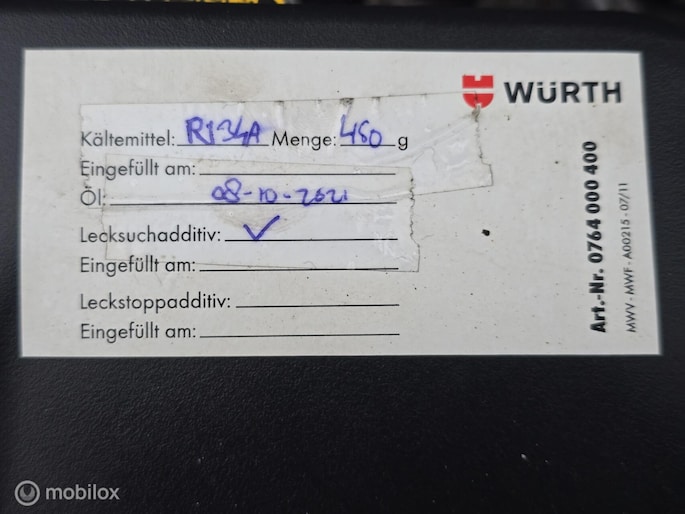 WÜRTH
Kältemittel: R134A Menge: 450 g
Eingefüllt am:
Öl: 08-10-2021
Lecksuchadditiv: ✓
Eingefüllt am:
Leckstoppadditiv:
Eingefüllt am:
Art.-Nr. 0764 000 400
MWV - MWF - A00215 - 07/11
mobilox